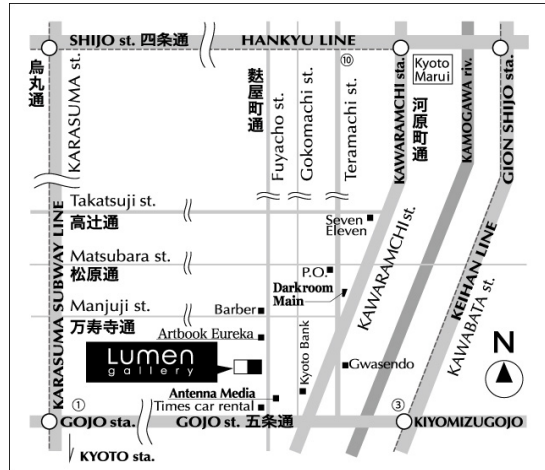 SHIJO st. 四条通
HANKYU LINE
烏丸通
KARASUMA st.
麩屋町通
Fuyacho st.
Gokomachi st.
⑩
Teramachi st.
KAWARAMCHI sta.
Kyoto
Marui
河原町通
KAMOGAWA riv.
GION SHIJO sta.
Takatsuji st.
高辻通
Seven
Eleven
Matsubara st.
松原通
P.O.
Darkroom
Main
KAWARAMCHI st.
KEIHAN LINE
KAWABATA st.
KARASUMA SUBWAY LINE
Manjuji st.
万寿寺通
Barber
Artbook Eureka
Lumen
gallery
Kyoto Bank
Gwasendo
N
Antenna Media
Times car rental
①
GOJO sta.
GOJO st. 五条通
③
KIYOMIZUGOJO
KYOTO sta.